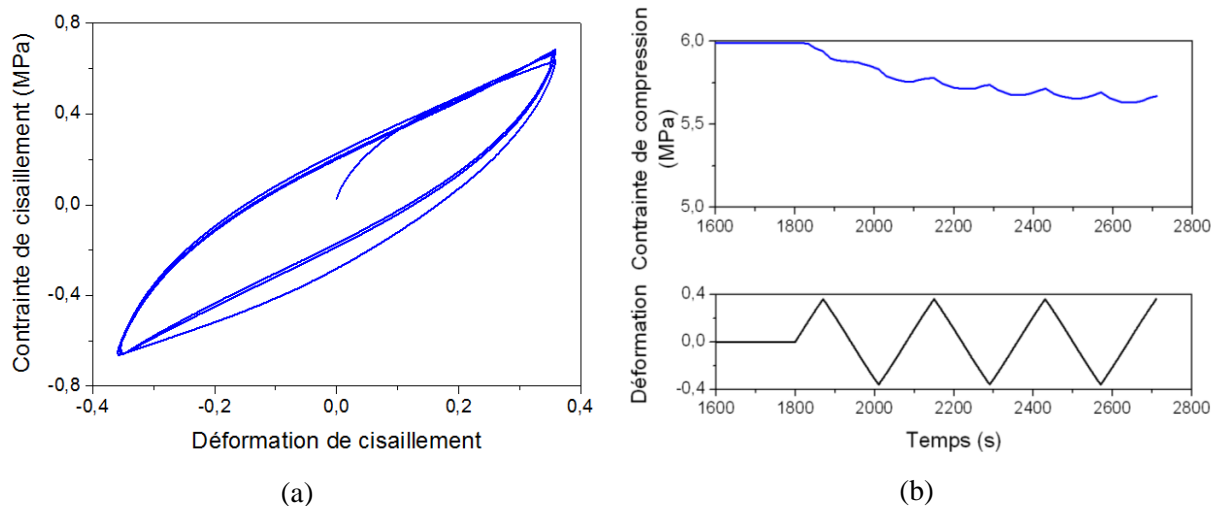 Contrainte de cisaillement (MPa)
0,8
0,4
0,0
-0,4
-0,8
-0,4
-0,2
0,0
0,2
0,4
Déformation de cisaillement
(a)
Contrainte de compression
(MPa)
6,0
5,5
5,0
1600 1800 2000 2200 2400 2600 2800
Déformation
0,4
0,0
-0,4
1600 1800 2000 2200 2400 2600 2800
Temps (s)
(b)